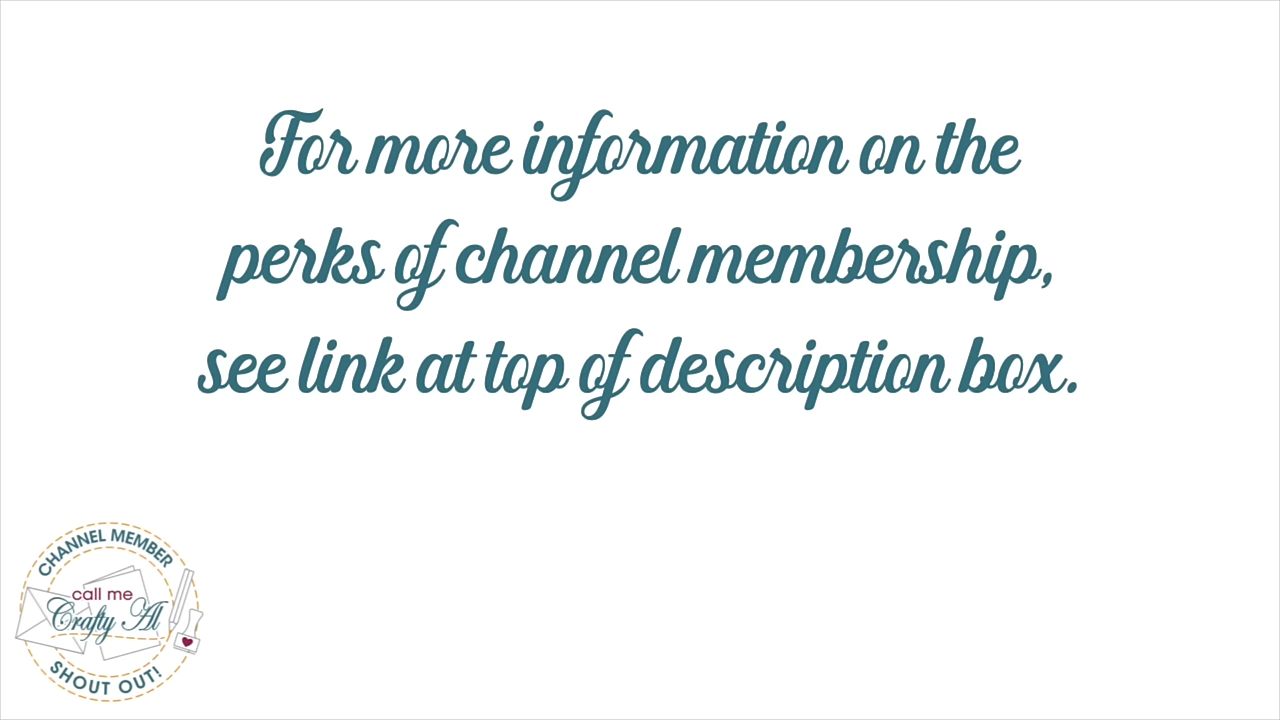 For more information on the
perks of channel membership,
see link at top of description box.
CHANNEL MEMBER
call me
Crafty Al
SHOUT OUT!